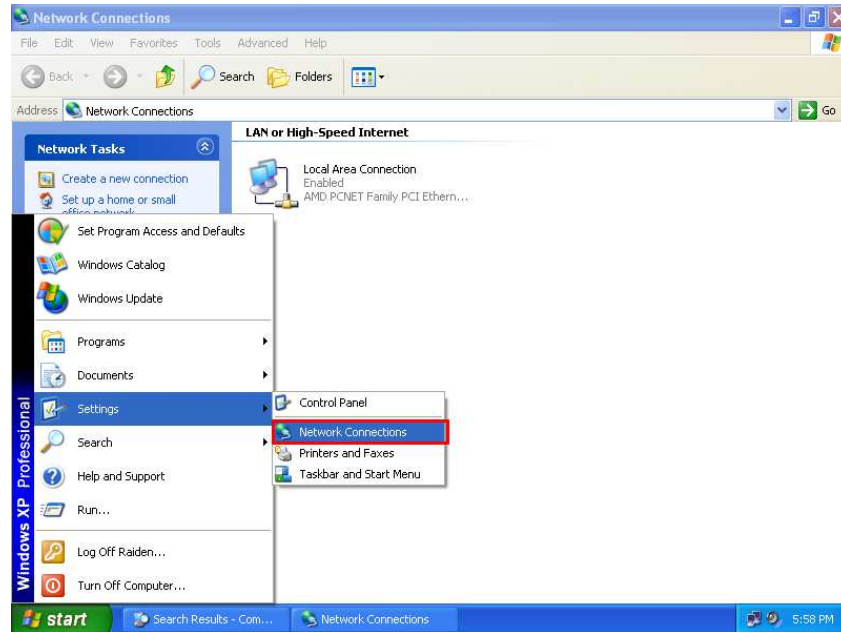 Network Connections
File Edit View Favorites Tools Advanced Help
Back Search Folders
Address Network Connections Go
Network Tasks
Create a new connection
Set up a home or small
office network
LAN or High-Speed Internet
Local Area Connection
Enabled
AMD PCNET Family PCI Ethern...
Set Program Access and Defaults
Windows Catalog
Windows Update
Programs
Documents
Settings
Search
Help and Support
Run...
Log Off Raiden...
Turn Off Computer...
Windows XP Professional
Control Panel
Network Connections
Printers and Faxes
Taskbar and Start Menu
start
Search Results - Com...
Network Connections
5:58 PM